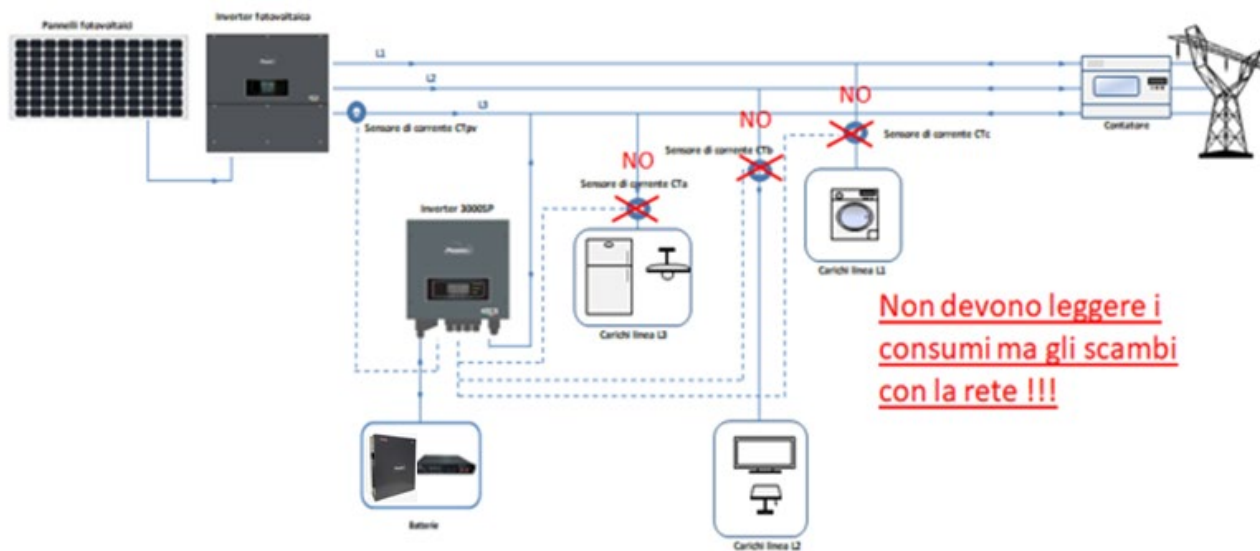 Pannelli fotovoltaici
Inverter fotovoltaica
L1
L2
L3
Sensore di corrente CTpv
NO
Sensore di corrente CTa
NO
Sensore di corrente CTb
NO
Sensore di corrente CTc
Contatore
Inverter 3000SP
Carichi linea L3
Carichi linea L1
Non devono leggere i
consumi ma gli scambi
con la rete !!!
Batterie
Carichi linea L2